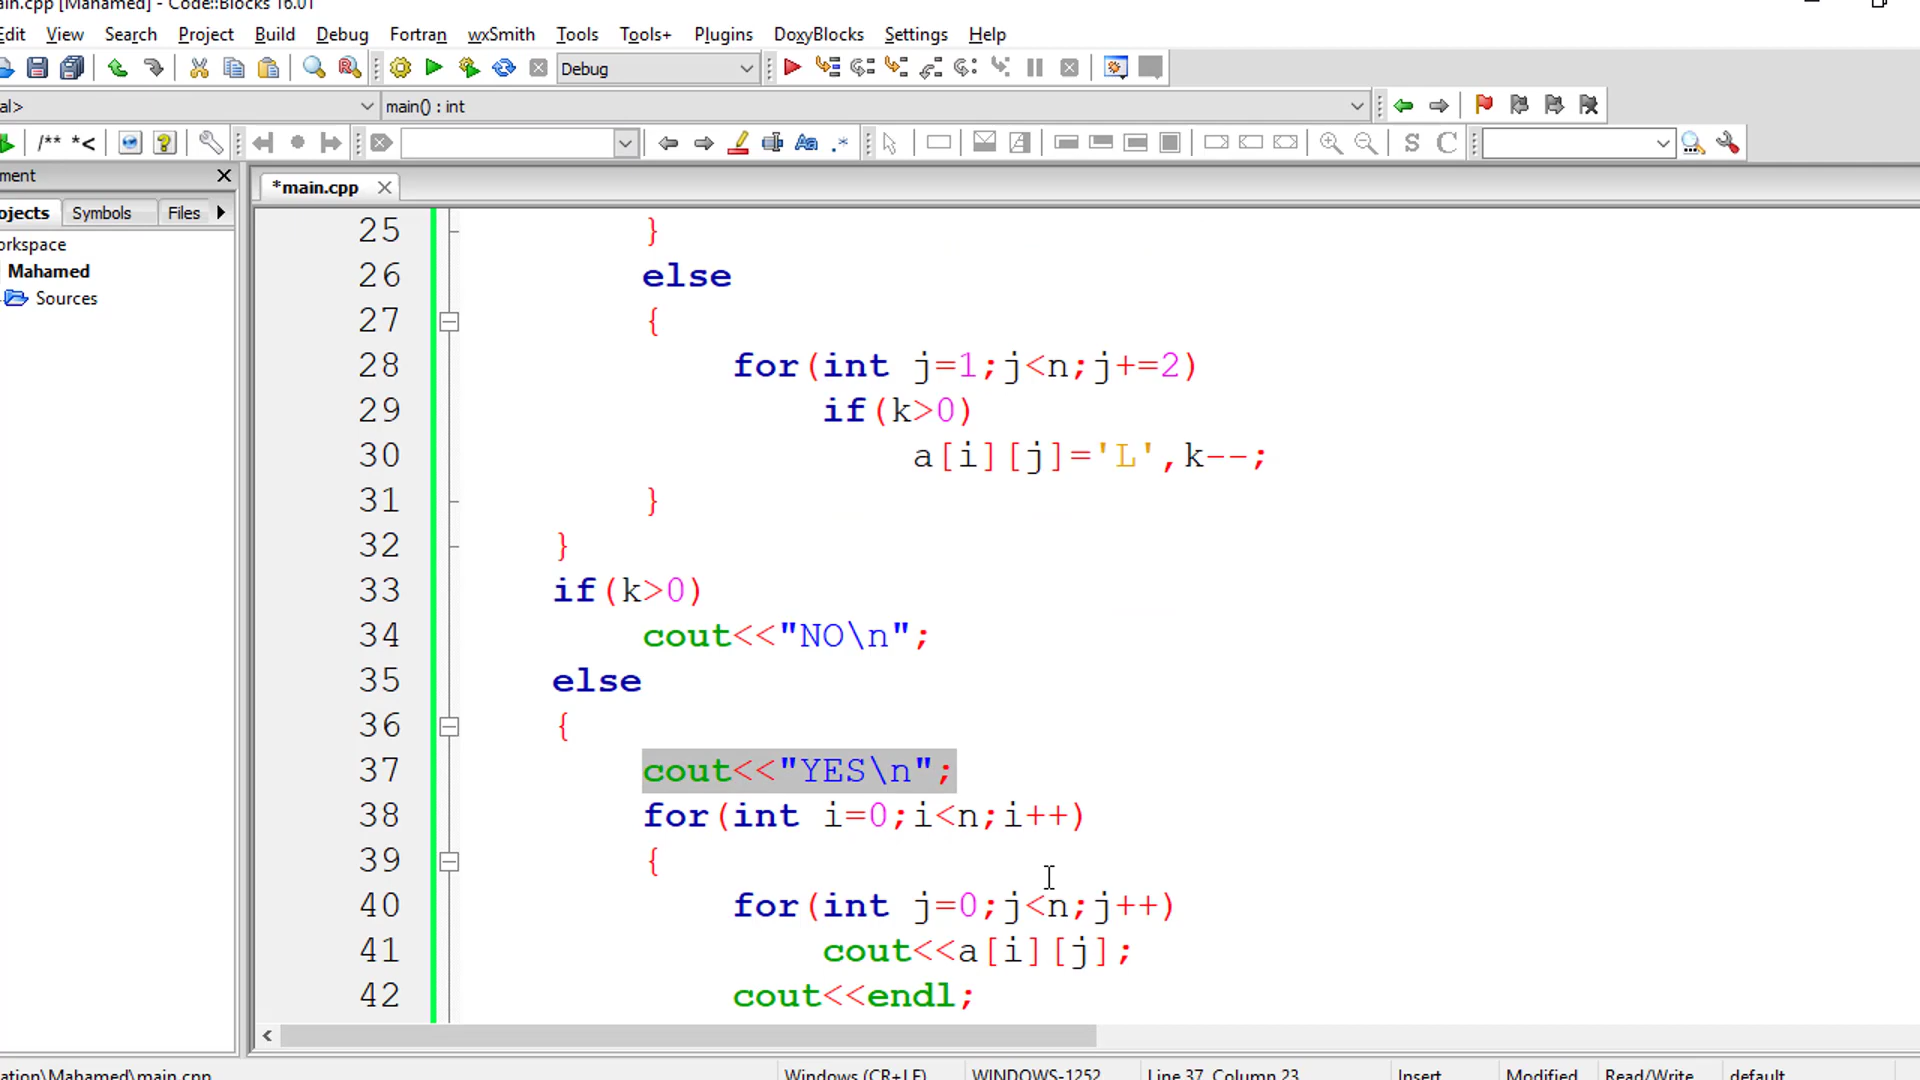 ain.cpp [Mahamed] - Code::Blocks 16.01
Edit View Search Project Build Debug Fortran wxSmith Tools Tools+ Plugins DoxyBlocks Settings Help
Debug
al> main() : int
/** *< Aa .* S C
ment
ojects Symbols Files
*main.cpp
orkspace
Mahamed
Sources
25 }
26 else
27 {
28 for(int j=1;j<n;j+=2)
29 if(k>0)
30 a[i][j]='L',k--;
31 }
32 }
33 if(k>0)
34 cout<<"NO\n";
35 else
36 {
37 cout<<"YES\n";
38 for(int i=0;i<n;i++)
39 {
40 for(int j=0;j<n;j++)
41 cout<<a[i][j];
42 cout<<endl;
ation\Mahamed\main.cpp Windows (CR+LF) WINDOWS-1252 Line 37, Column 23 Insert Modified Read/Write default